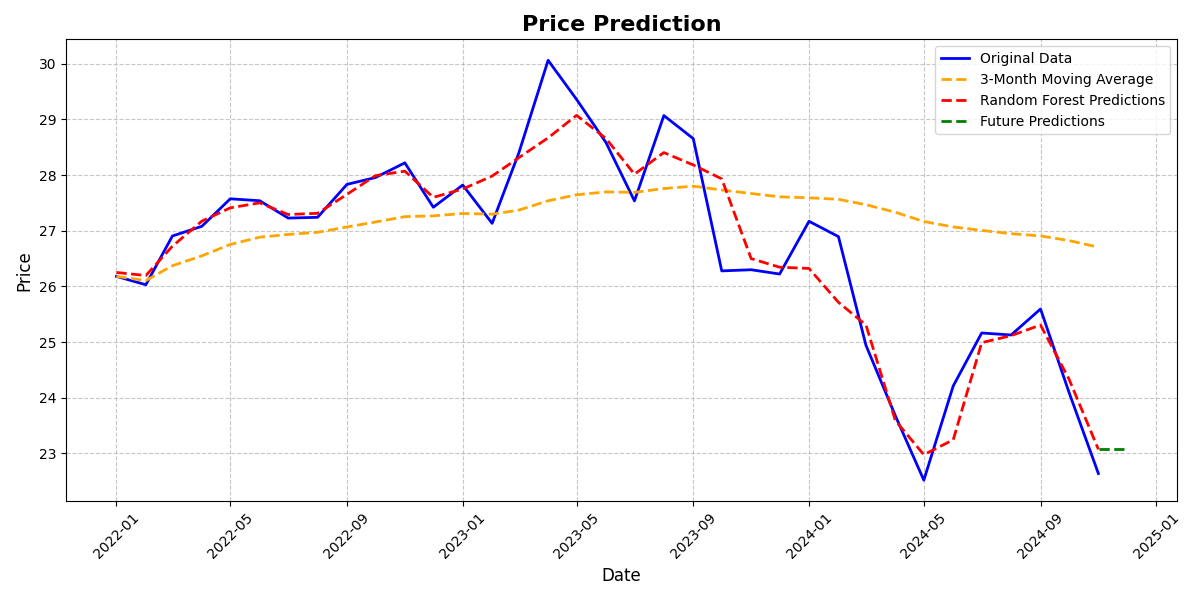 Price Prediction
Original Data
3-Month Moving Average
Random Forest Predictions
Future Predictions
Price
30
29
28
27
26
25
24
23
2022-01
2022-05
2022-09
2023-01
2023-05
2023-09
2024-01
2024-05
2024-09
2025-01
Date